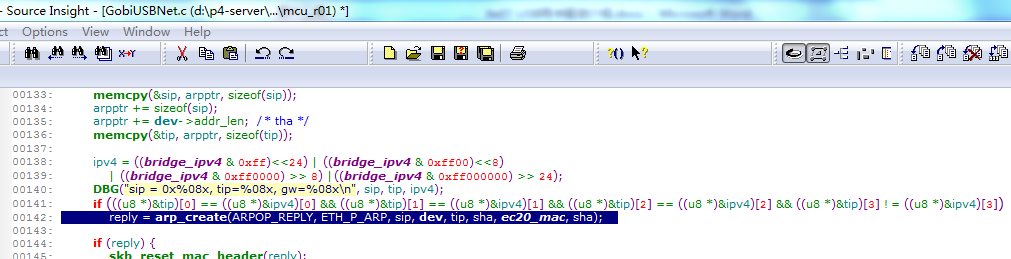 - Source Insight - [GobiUSBNet.c (d:\p4-server\...\mcu_r01) *]
ct Options View Window Help
00133: memcpy(&sip, arpptr, sizeof(sip));
00134: arpptr += sizeof(sip);
00135: arpptr += dev->addr_len; /* tha */
00136: memcpy(&tip, arpptr, sizeof(tip));
00137:
00138: ipv4 = ((bridge_ipv4 & 0xff)<<24) | ((bridge_ipv4 & 0xff00)<<8)
00139: | ((bridge_ipv4 & 0xff0000) >> 8) |((bridge_ipv4 & 0xff000000) >> 24);
00140: DBG("sip = 0x%08x, tip=%08x, gw=%08x\n", sip, tip, ipv4);
00141: if (((u8 *)&tip)[0] == ((u8 *)&ipv4)[0] && ((u8 *)&tip)[1] == ((u8 *)&ipv4)[1] && ((u8 *)&tip)[2] == ((u8 *)&ipv4)[2] && ((u8 *)&tip)[3] != ((u8 *)&ipv4)[3])
00142: reply = arp_create(ARPOP_REPLY, ETH_P_ARP, sip, dev, tip, sha, ec20_mac, sha);
00143:
00144: if (reply) {
00145: skb_reset_mac_header(reply);